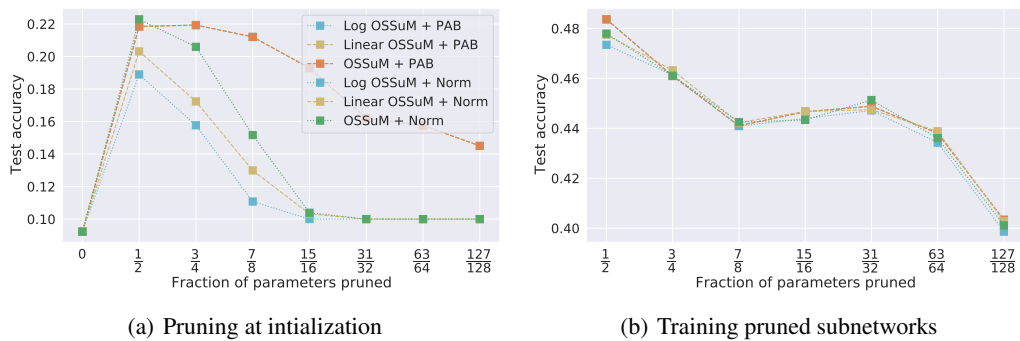 Test accuracy
0.22
0.20
0.18
0.16
0.14
0.12
0.10
Log OSSuM + PAB
Linear OSSuM + PAB
OSSuM + PAB
Log OSSuM + Norm
Linear OSSuM + Norm
OSSuM + Norm
0 1/2 3/4 7/8 15/16 31/32 63/64 127/128
Fraction of parameters pruned
(a) Pruning at intialization
Test accuracy
0.48
0.46
0.44
0.42
0.40
1/2 3/4 7/8 15/16 31/32 63/64 127/128
Fraction of parameters pruned
(b) Training pruned subnetworks